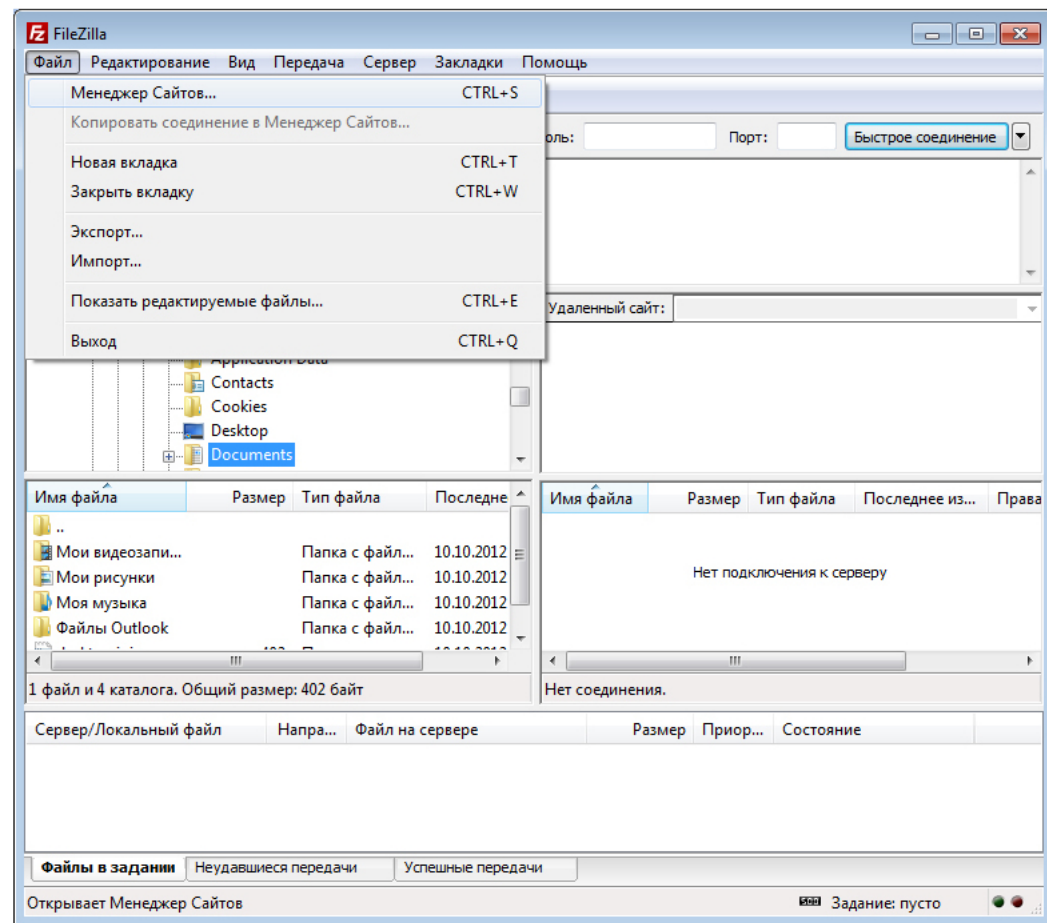 FileZilla
Файл Редактирование Вид Передача Сервер Закладки Помощь
Менеджер Сайтов... CTRL+S
Копировать соединение в Менеджер Сайтов...
Новая вкладка CTRL+T
Закрыть вкладку CTRL+W
Экспорт...
Импорт...
Показать редактируемые файлы... CTRL+E
Выход CTRL+Q
оль: Порт: Быстрое соединение
Удаленный сайт:
Application Data
Contacts
Cookies
Desktop
Documents
Имя файла Размер Тип файла Последне
..
Мои видеозапи... Папка с файл... 10.10.2012
Мои рисунки Папка с файл... 10.10.2012
Моя музыка Папка с файл... 10.10.2012
Файлы Outlook Папка с файл... 10.10.2012
1 файл и 4 каталога. Общий размер: 402 байт
Имя файла Размер Тип файла Последнее из... Права
Нет подключения к серверу
Нет соединения.
Сервер/Локальный файл Напра... Файл на сервере Размер Приор... Состояние
Файлы в задании Неудавшиеся передачи Успешные передачи
Открывает Менеджер Сайтов Задание: пусто